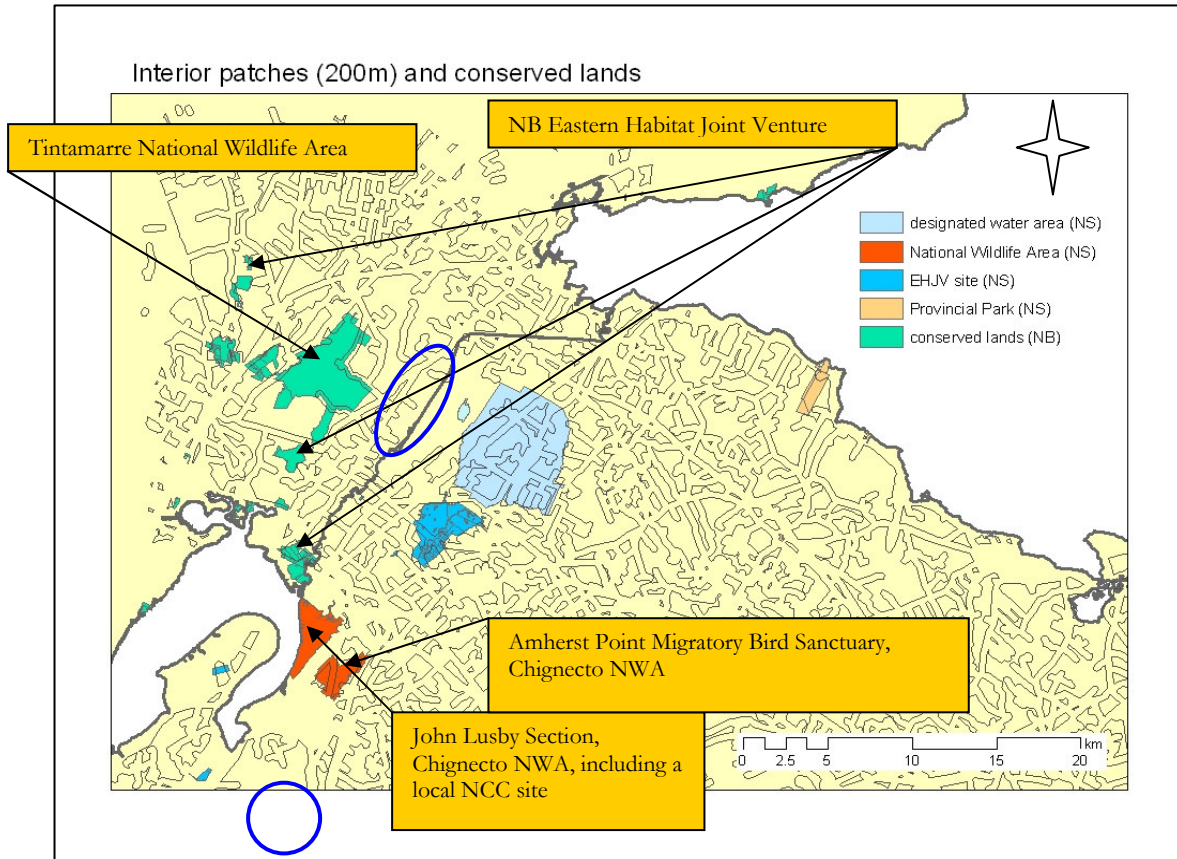 Interior patches (200m) and conserved lands
NB Eastern Habitat Joint Venture
Tintamarre National Wildlife Area
designated water area (NS)
National Wildlife Area (NS)
EHJV site (NS)
Provincial Park (NS)
conserved lands (NB)
Amherst Point Migratory Bird Sanctuary,
Chignecto NWA
John Lusby Section,
Chignecto NWA, including a
local NCC site
km
0 2.5 5 10 15 20